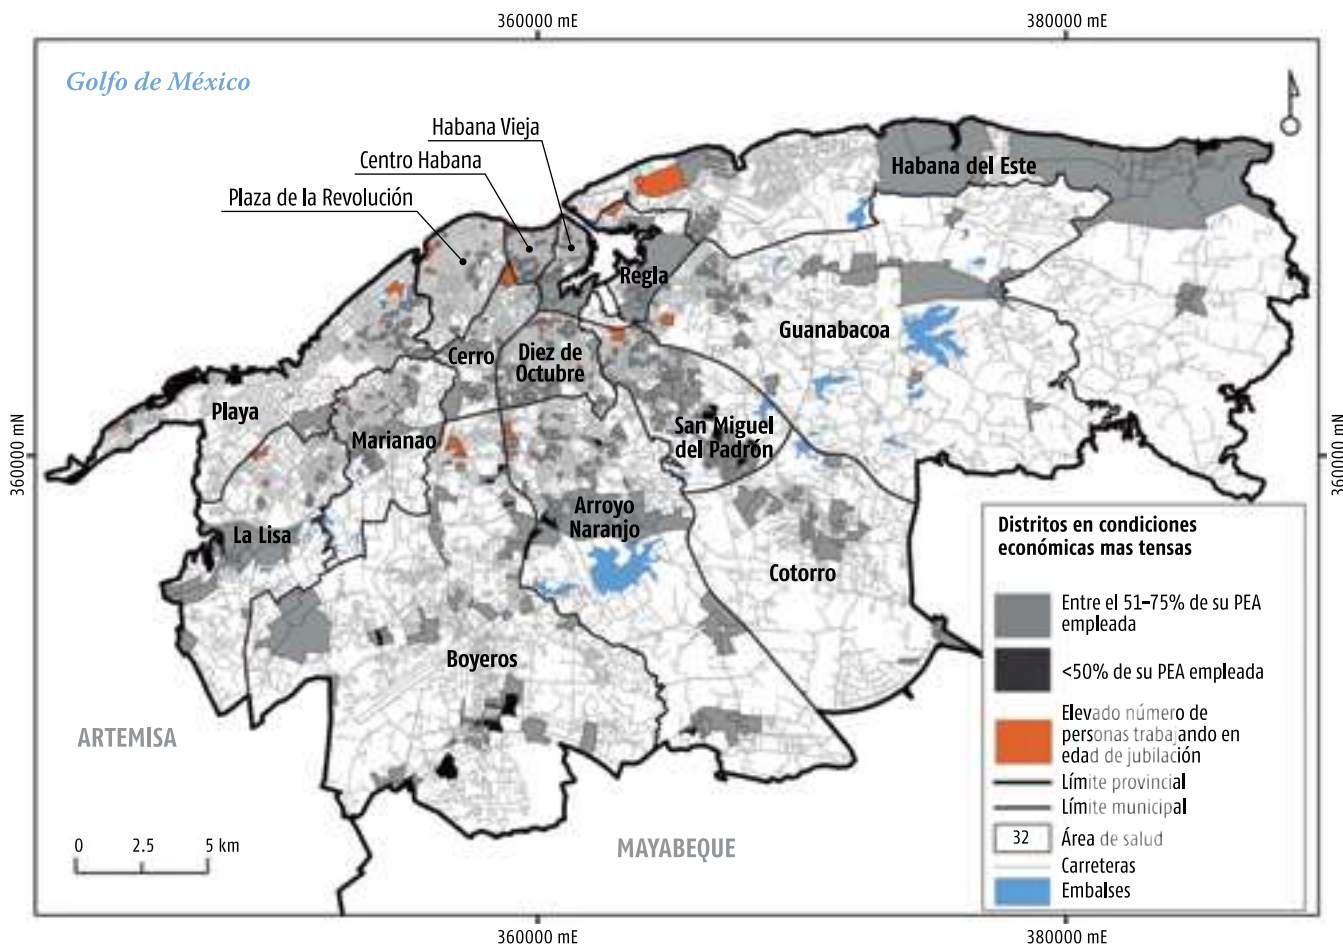 360000 mE
380000 mE
Golfo de México
Habana Vieja
Centro Habana
Plaza de la Revolución
Habana del Este
Regla
Guanabacoa
Cerro
Diez de
Octubre
Playa
Marianao
San Miguel
del Padrón
360000 mN
360000 mN
La Lisa
Arroyo
Naranjo
Cotorro
Boyeros
ARTEMISA
MAYABEQUE
0 2.5 5 km
Distritos en condiciones
económicas mas tensas
Entre el 51–75% de su PEA
empleada
<50% de su PEA empleada
Elevado número de
personas trabajando en
edad de jubilación
Límite provincial
Límite municipal
32 Área de salud
Carreteras
Embalses
360000 mE
380000 mE